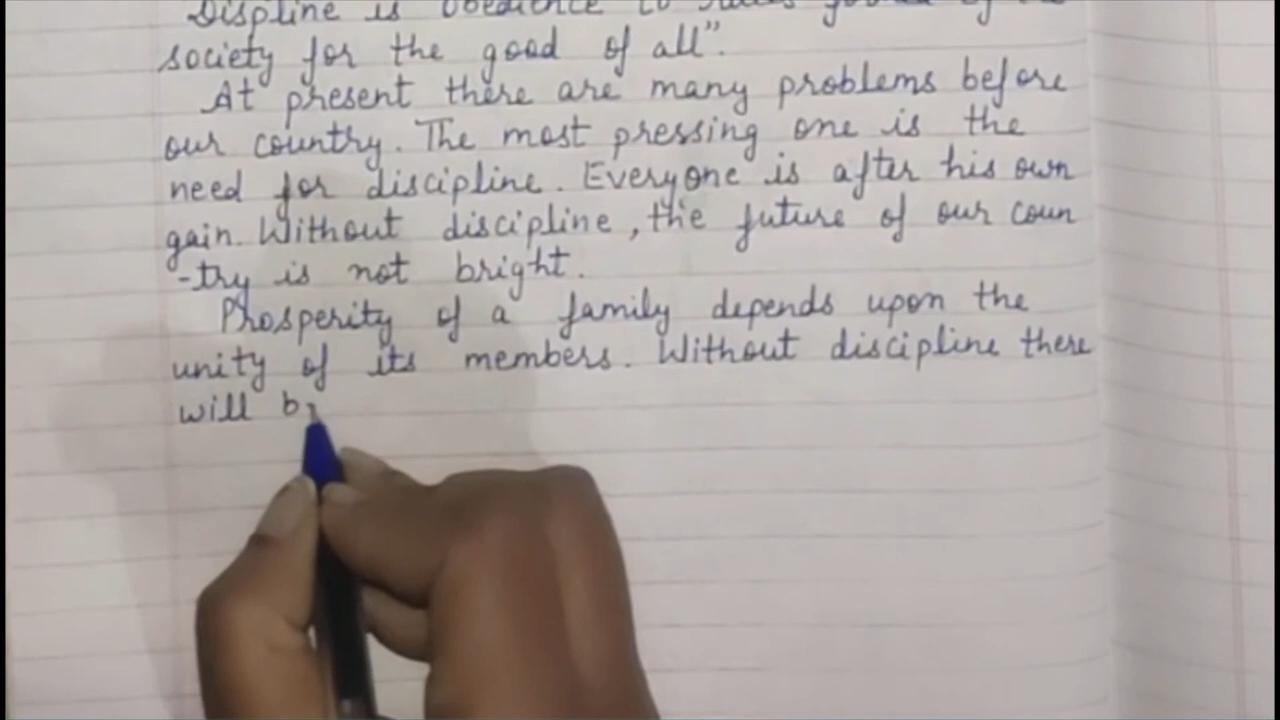 Displine is obedience to
society for the good of all".
At present there are many problems before
our country. The most pressing one is the
need for discipline. Everyone is after his own
gain. Without discipline, the future of our coun
-try is not bright.
Prosperity of a family depends upon the
unity of its members. Without discipline there
will b